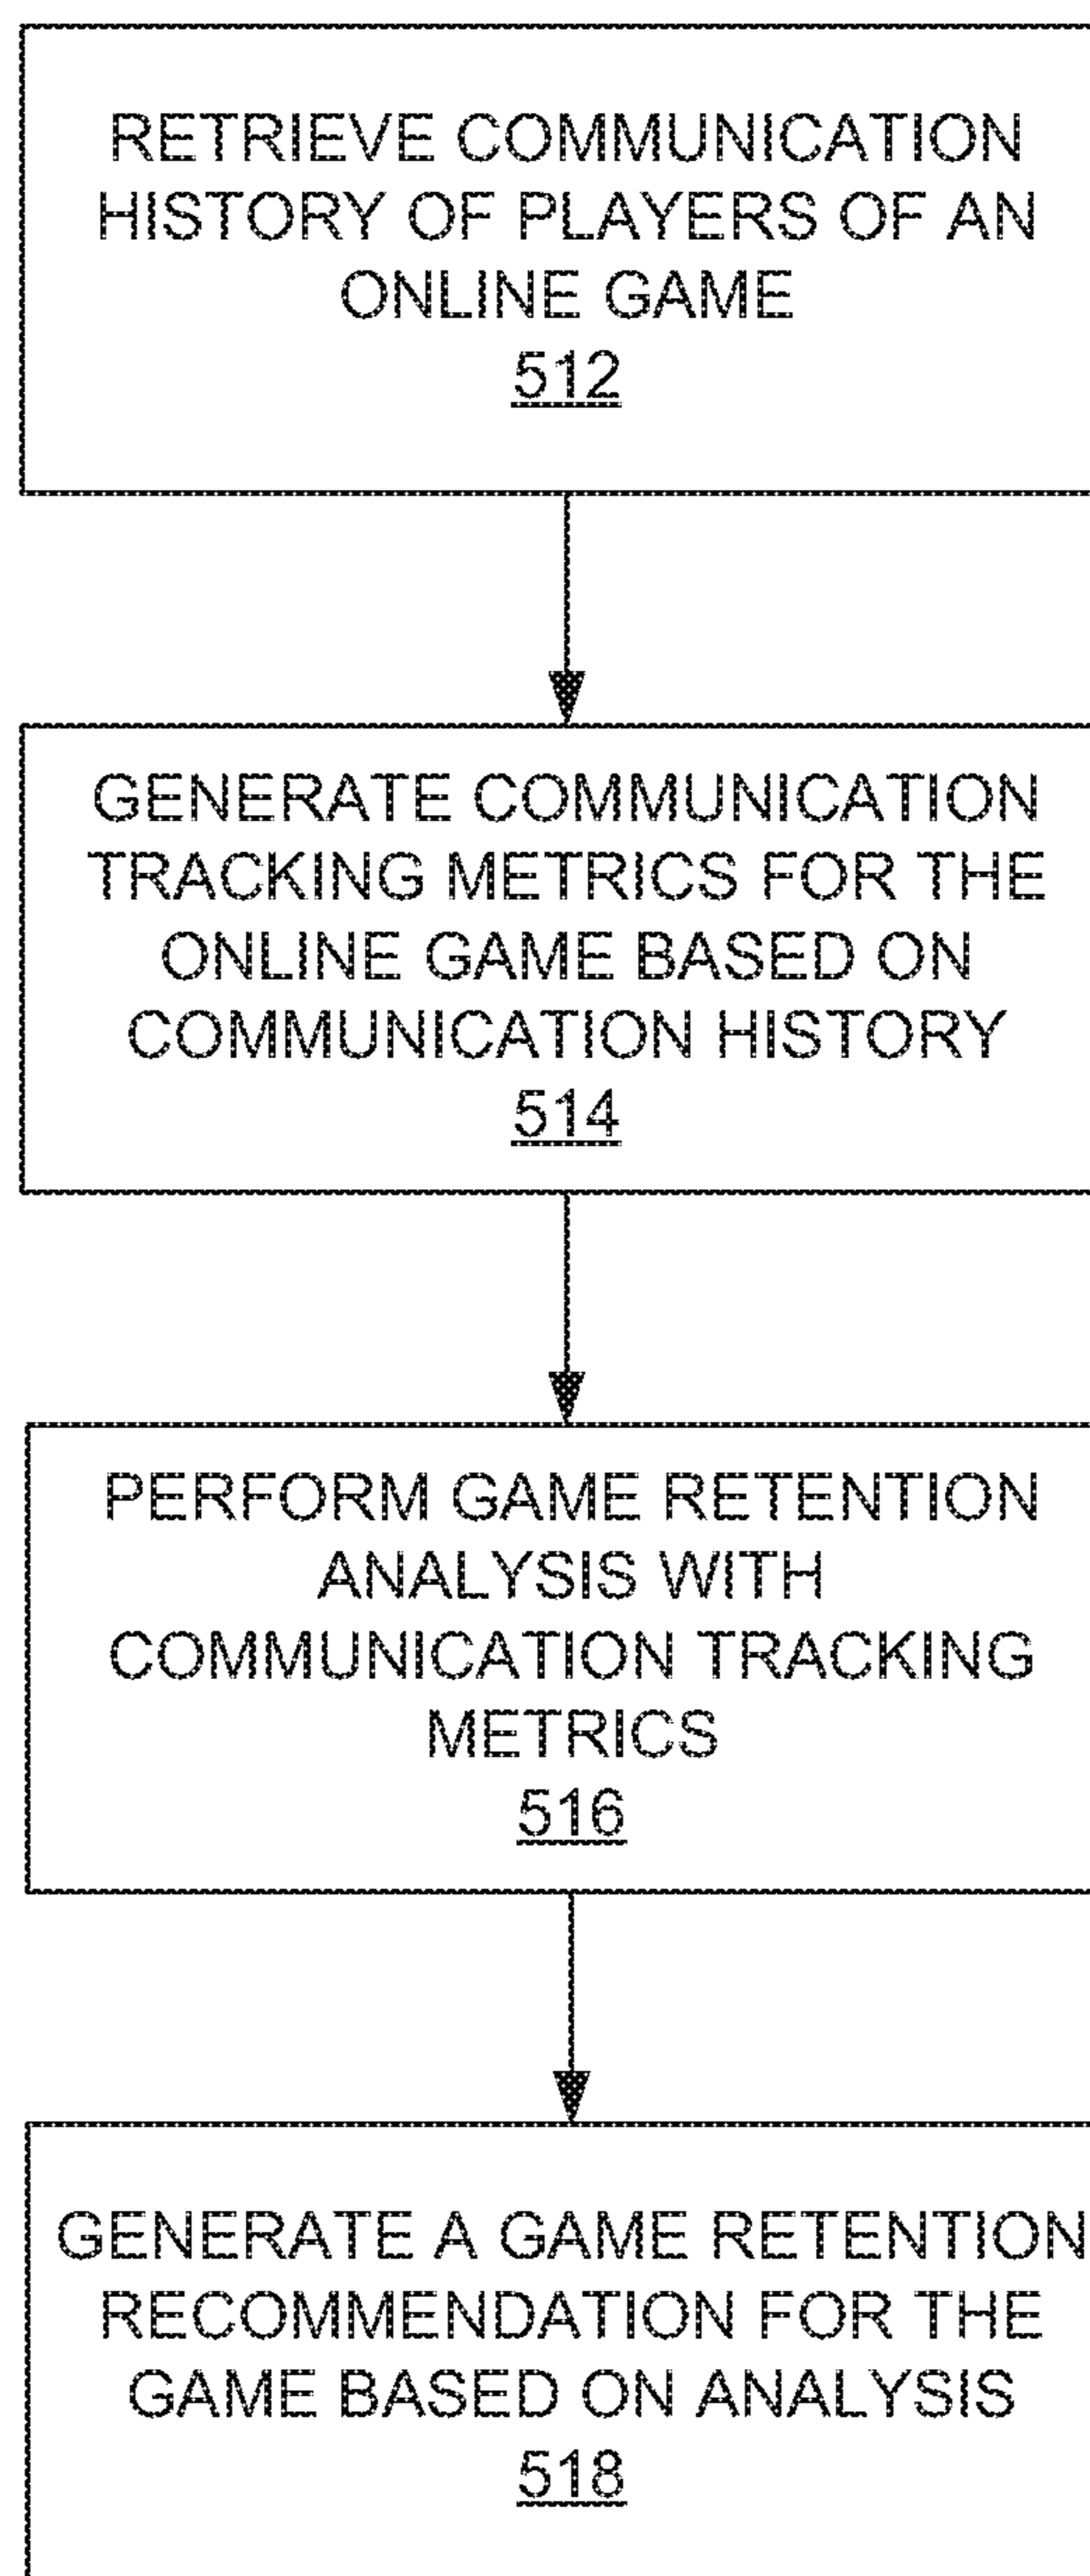 RETRIEVE COMMUNICATION
HISTORY OF PLAYERS OF AN
ONLINE GAME
512
GENERATE COMMUNICATION
TRACKING METRICS FOR THE
ONLINE GAME BASED ON
COMMUNICATION HISTORY
514
PERFORM GAME RETENTION
ANALYSIS WITH
COMMUNICATION TRACKING
METRICS
516
GENERATE A GAME RETENTION
RECOMMENDATION FOR THE
GAME BASED ON ANALYSIS
518